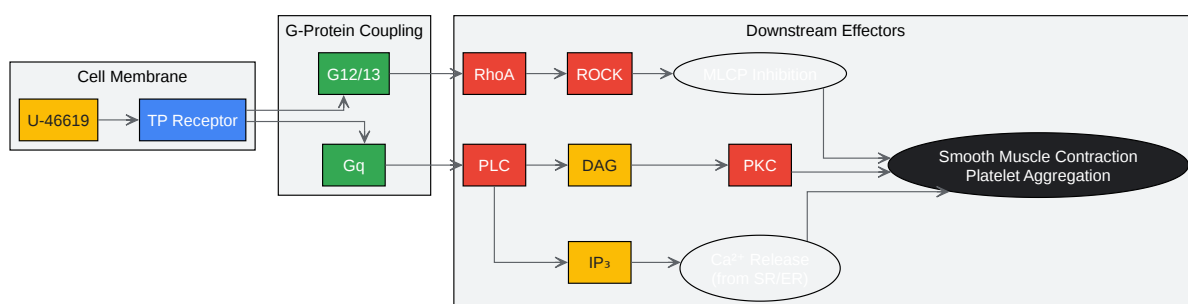 Cell Membrane
U-46619
TP Receptor
G-Protein Coupling
G12/13
Gq
Downstream Effectors
RhoA
ROCK
MLCP Inhibition
PLC
DAG
PKC
IP₃
Ca²⁺ Release
(from SR/ER)
Smooth Muscle Contraction
Platelet Aggregation